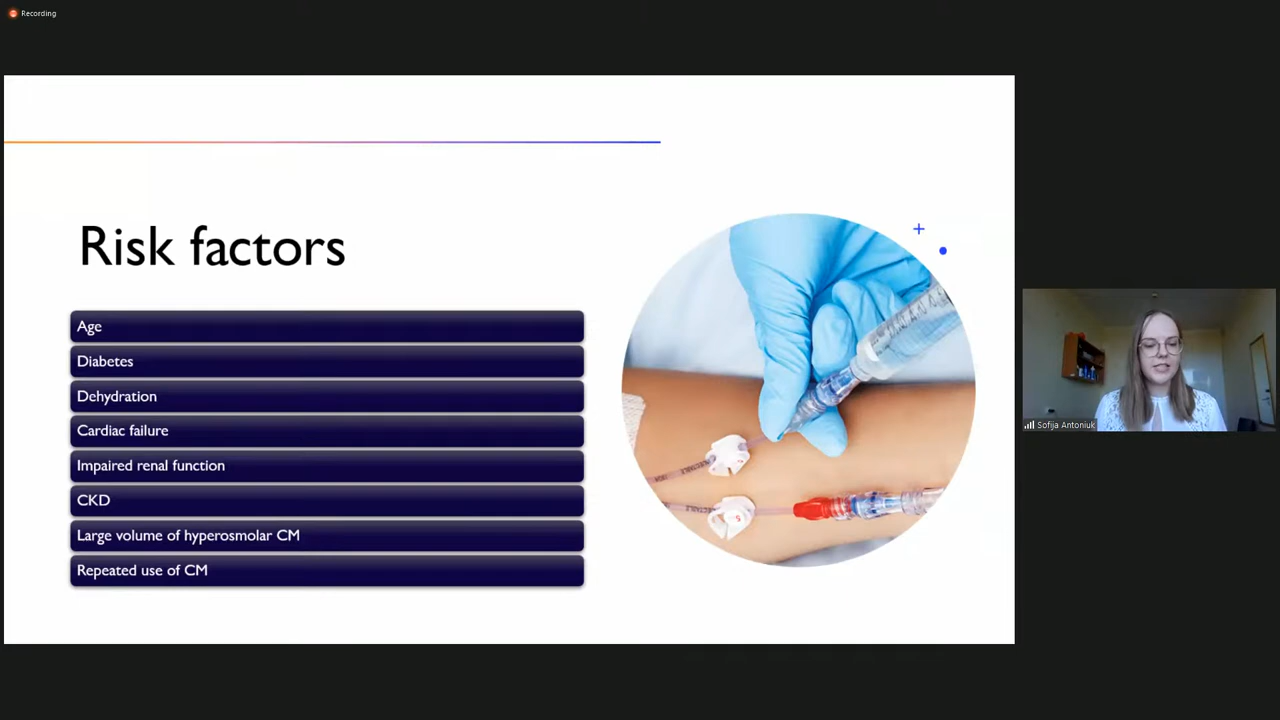 Recording
Risk factors
Age
Diabetes
Dehydration
Cardiac failure
Impaired renal function
CKD
Large volume of hyperosmolar CM
Repeated use of CM
Sofija Antoniuk